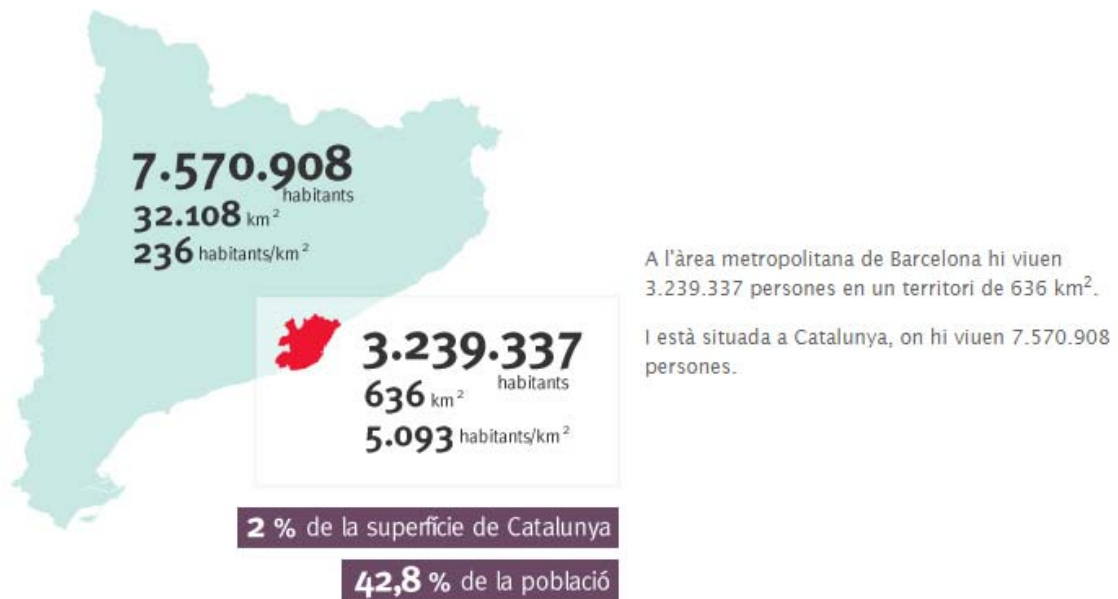 7.570.908
habitants
32.108 km²
236 habitants/km²
3.239.337
habitants
636 km²
5.093 habitants/km²
2 % de la superfície de Catalunya
42,8 % de la població
A l'àrea metropolitana de Barcelona hi viuen
3.239.337 persones en un territori de 636 km².
I està situada a Catalunya, on hi viuen 7.570.908
persones.